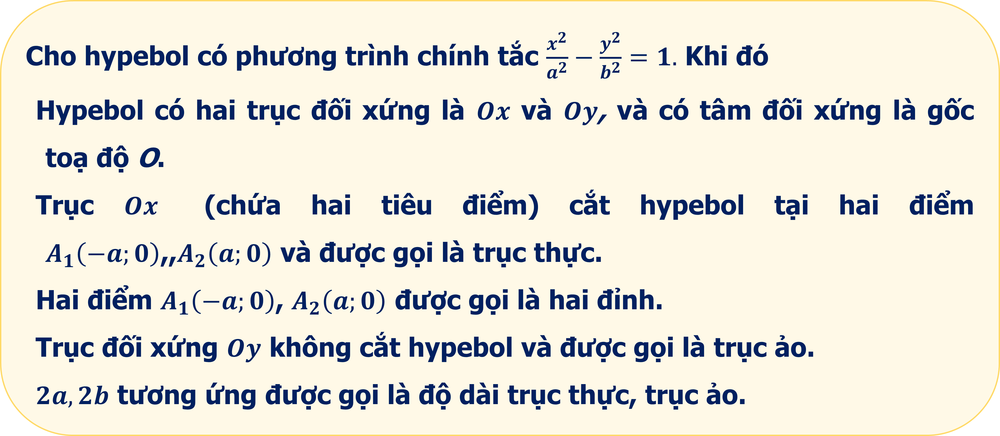 Cho hypebol có phương trình chính tắc $\frac{x^2}{a^2} - \frac{y^2}{b^2} = 1$. Khi đó
Hypebol có hai trục đối xứng là $Ox$ và $Oy$, và có tâm đối xứng là gốc
toạ độ O.
Trục $Ox$ (chứa hai tiêu điểm) cắt hypebol tại hai điểm
$A_1(-a; 0)$,,$A_2(a; 0)$ và được gọi là trục thực.
Hai điểm $A_1(-a; 0)$, $A_2(a; 0)$ được gọi là hai đỉnh.
Trục đối xứng $Oy$ không cắt hypebol và được gọi là trục ảo.
$2a, 2b$ tương ứng được gọi là độ dài trục thực, trục ảo.